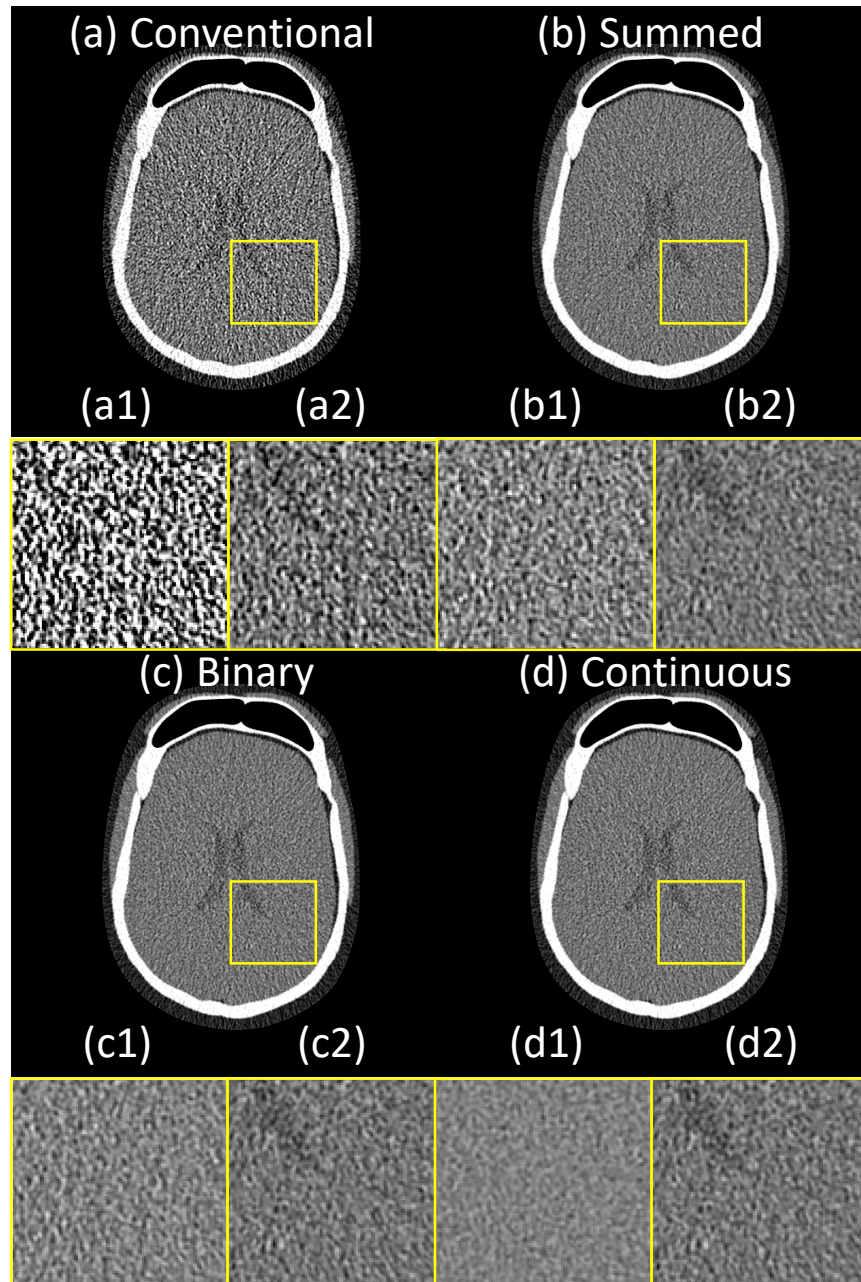 (a) Conventional
(b) Summed
(a1)
(a2)
(b1)
(b2)
(c) Binary
(d) Continuous
(c1)
(c2)
(d1)
(d2)